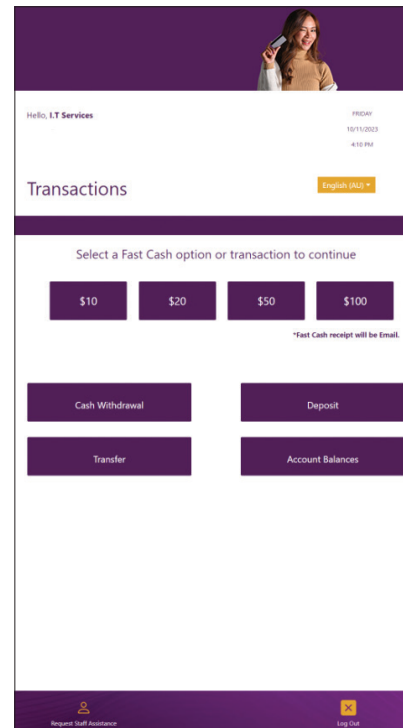 Hello, I.T Services
FRIDAY
10/11/2023
4:10 PM
Transactions
English (AU)
Select a Fast Cash option or transaction to continue
$10
$20
$50
$100
*Fast Cash receipt will be Email.
Cash Withdrawal
Deposit
Transfer
Account Balances
Request Staff Assistance
Log Out